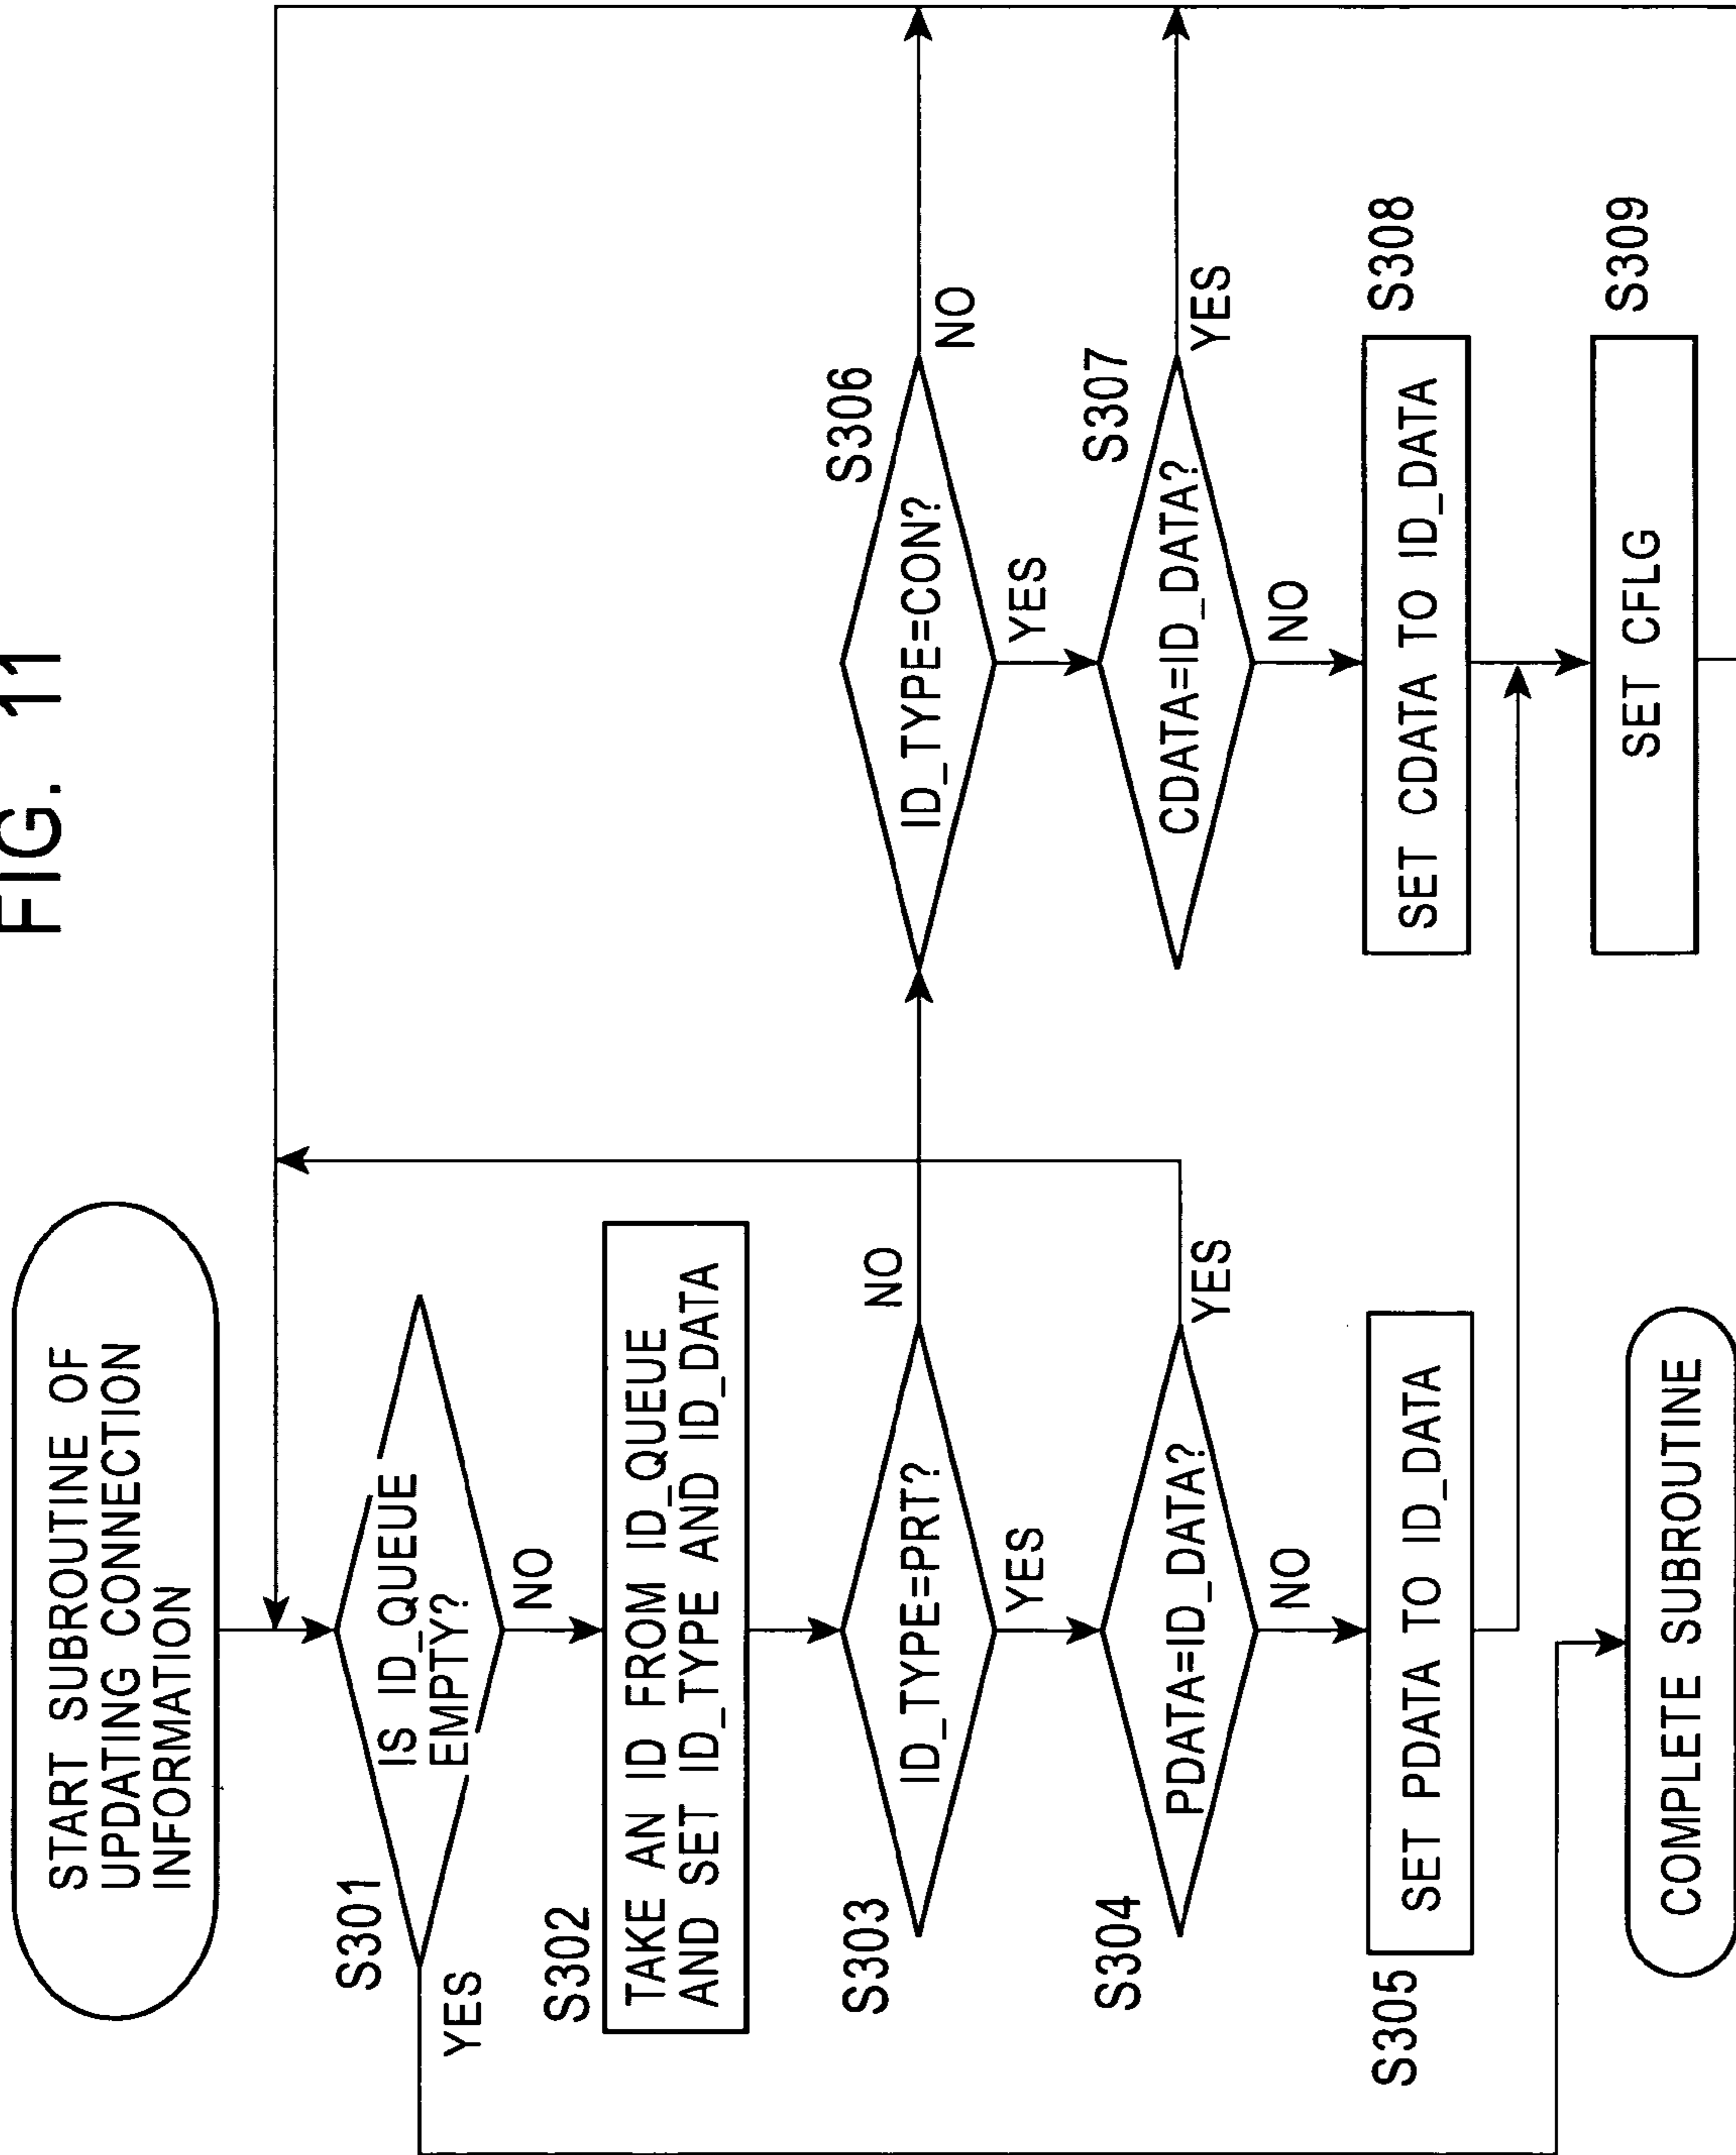 FIG. 11
START SUBROUTINE OF
UPDATING CONNECTION
INFORMATION
S301
IS ID_QUEUE
EMPTY?
YES
NO
S302
TAKE AN ID FROM ID_QUEUE
AND SET ID_TYPE AND ID_DATA
S303
ID_TYPE=PRT?
NO
YES
S304
PDATA=ID_DATA?
YES
NO
S305
SET PDATA TO ID_DATA
COMPLETE SUBROUTINE
S306
ID_TYPE=CON?
NO
YES
S307
CDATA=ID_DATA?
YES
NO
S308
SET CDATA TO ID_DATA
S309
SET CFLG